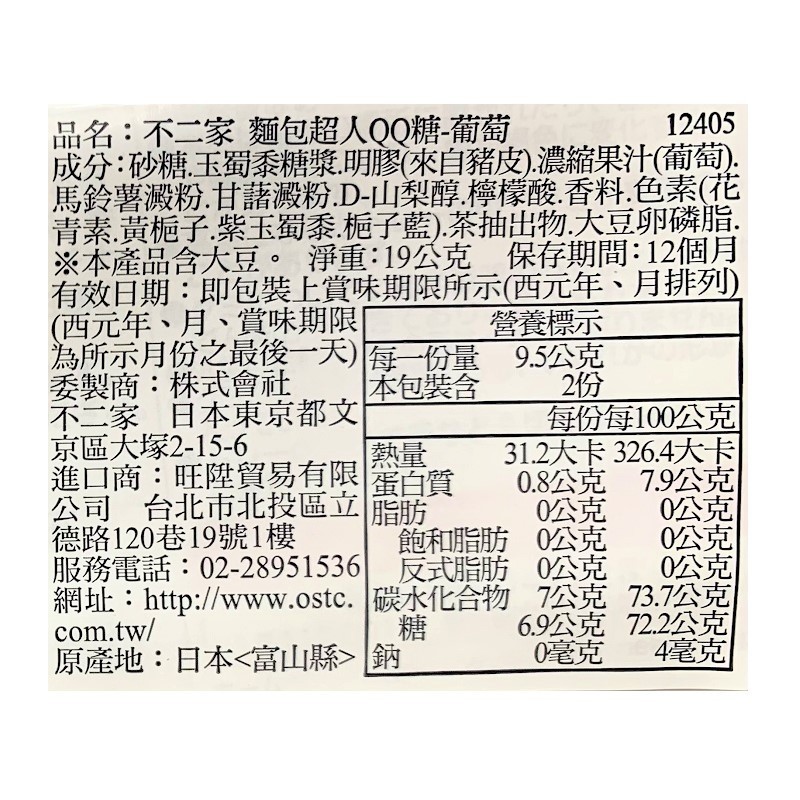 品名：不二家 麵包超人QQ糖-葡萄 12405
成分：砂糖.玉蜀黍糖漿.明膠(來自豬皮).濃縮果汁(葡萄).
馬鈴薯澱粉.甘藷澱粉.D-山梨醇.檸檬酸.香料.色素(花
青素.黃梔子.紫玉蜀黍.梔子藍).茶抽出物.大豆卵磷脂.
※本產品含大豆。 淨重：19公克 保存期間：12個月
有效日期：即包裝上賞味期限所示(西元年、月排列)
(西元年、月、賞味期限
為所示月份之最後一天)
委製商：株式會社
不二家 日本東京都文
京區大塚2-15-6
進口商：旺陞貿易有限
公司 台北市北投區立
德路120巷19號1樓
服務電話：02-28951536
網址：http://www.ostc.
com.tw/
原產地：日本<富山縣>
營養標示
每一份量 9.5公克
本包裝含 2份
每份每100公克
熱量 31.2大卡 326.4大卡
蛋白質 0.8公克 7.9公克
脂肪 0公克 0公克
飽和脂肪 0公克 0公克
反式脂肪 0公克 0公克
碳水化合物 7公克 73.7公克
糖 6.9公克 72.2公克
鈉 0毫克 4毫克